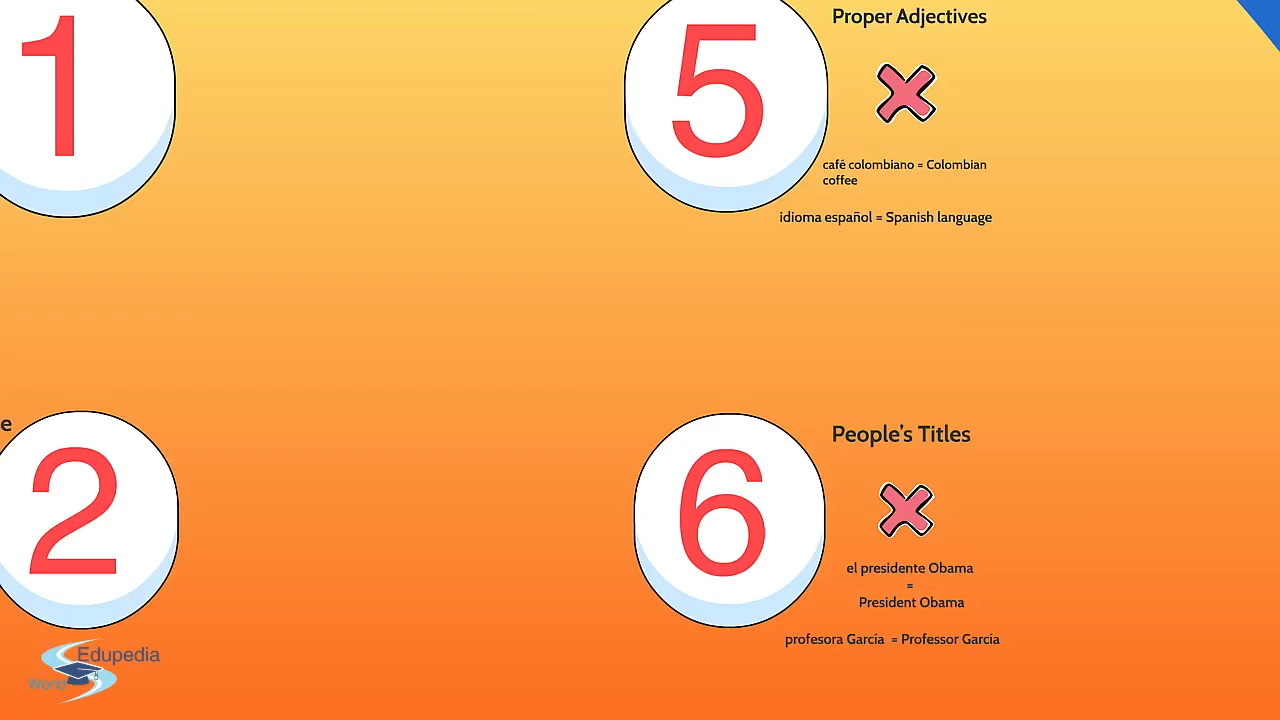 1
5
Proper Adjectives
café colombiano = Colombian
coffee
idioma español = Spanish language
e
2
6
People's Titles
el presidente Obama
=
President Obama
profesora García = Professor García
Edupedia
World